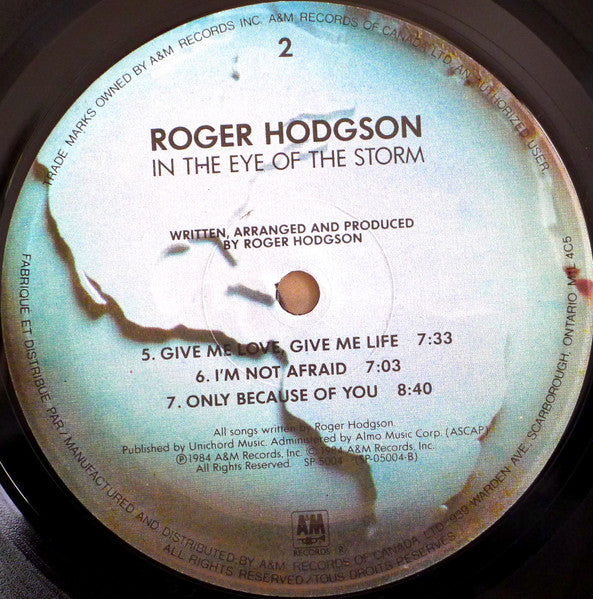 2
ROGER HODGSON
IN THE EYE OF THE STORM
WRITTEN, ARRANGED AND PRODUCED
BY ROGER HODGSON
5. GIVE ME LOVE, GIVE ME LIFE 7:33
6. I'M NOT AFRAID 7:03
7. ONLY BECAUSE OF YOU 8:40
All songs written by Roger Hodgson.
Published by Unichord Music. Administered by Almo Music Corp. (ASCAP)
℗1984 A&M Records, Inc. © 1984 A&M Records, Inc.
All Rights Reserved. SP-5004 (SP-05004-B)
A&M
RECORDS ®
TRADE MARKS OWNED BY A&M RECORDS INC. A&M RECORDS OF CANADA LTD AN AUTHORIZED USER.
FABRIQUE ET DISTRIBUE PAR/MANUFACTURED AND DISTRIBUTED BY A&M RECORDS OF CANADA LTD-939 WARDEN AVE, SCARBOROUGH, ONTARIO M1L 4C5
ALL RIGHTS RESERVED/TOUS DROITS RESERVES